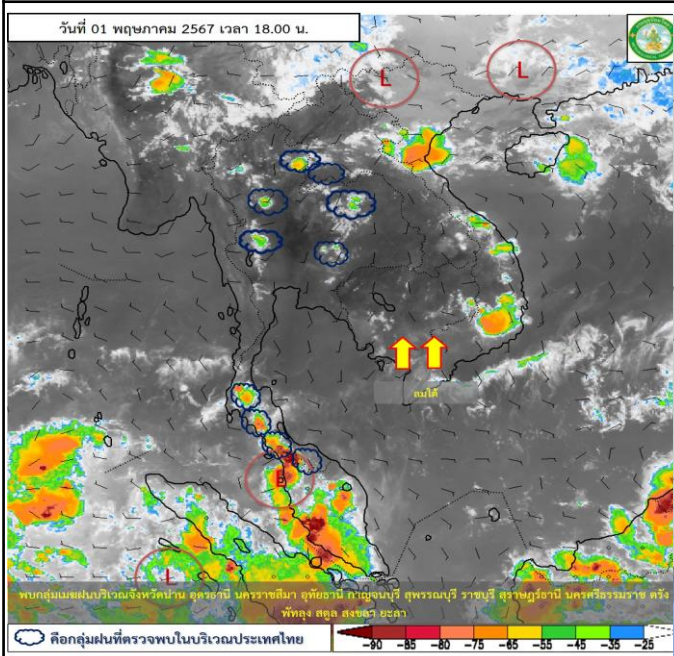 วันที่ 01 พฤษภาคม 2567 เวลา 18.00 น.
L
L
ลมใต้
L
พบกลุ่มเมฆฝนบริเวณจังหวัดน่าน อุดรธานี นครราชสีมา อุทัยธานี กาญจนบุรี สุพรรณบุรี ราชบุรี สุราษฎร์ธานี นครศรีธรรมราช ตรัง
พัทลุง สตูล สงขลา ยะลา
คือกลุ่มฝนที่ตรวจพบในบริเวณประเทศไทย
-90 -85 -80 -75 -65 -55 -45 -35 -25